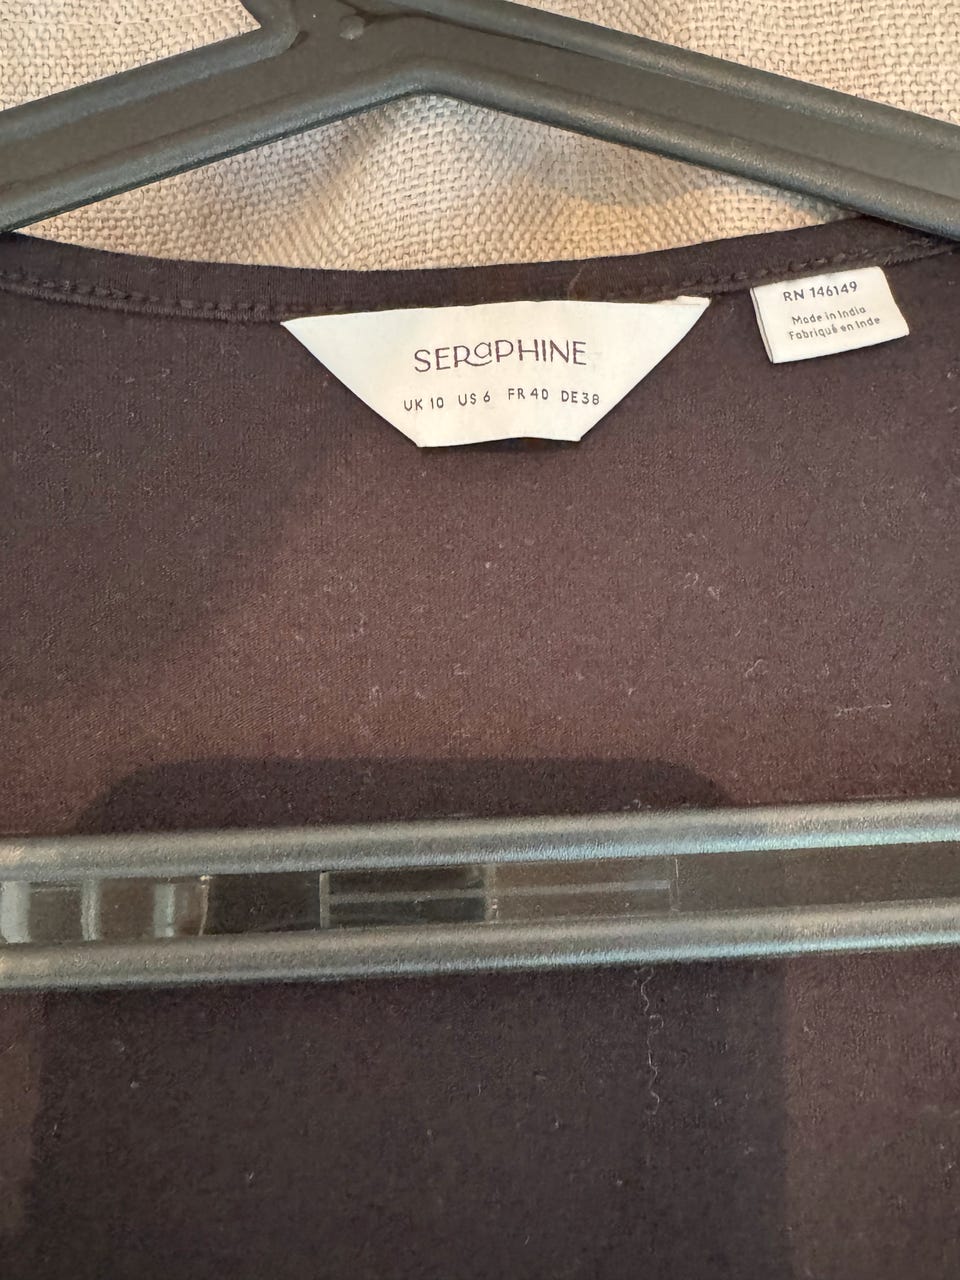 SERaPHINE
UK 10 US 6 FR 40 DE 38
RN 146149
Made in India
Fabriqué en Inde